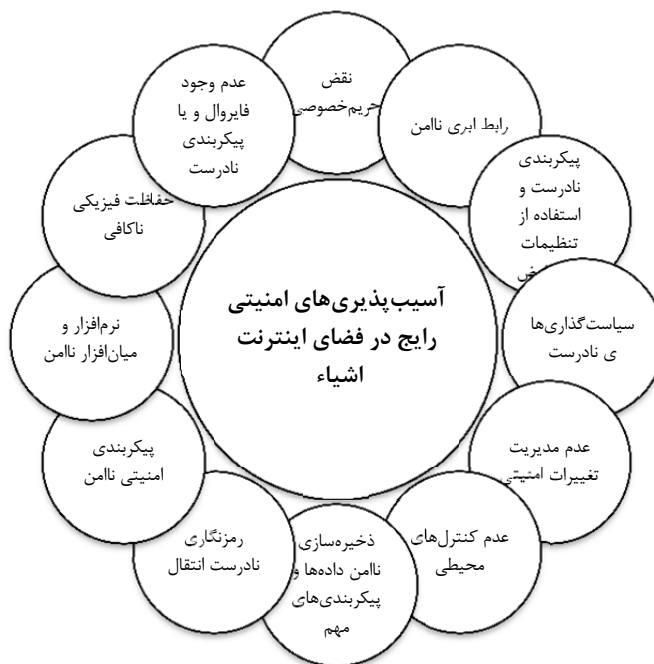 نقض
حریم‌خصوصی
رابط ابری ناامن
پیکربندی
نادرست و
استفاده از
تنظیمات
سیاست‌گذاری‌ها
ی نادرست
عدم مدیریت
تغییرات امنیتی
عدم کنترل‌های
محیطی
ذخیره‌سازی
ناامن داده‌ها و
پیکربندی‌های
مهم
رمزنگاری
نادرست انتقال
پیکربندی
امنیتی ناامن
نرم‌افزار و
میان‌افزار ناامن
حفاظت فیزیکی
ناکافی
عدم وجود
فایروال و یا
پیکربندی
نادرست
آسیب‌پذیری‌های امنیتی
رایج در فضای اینترنت
اشیاء